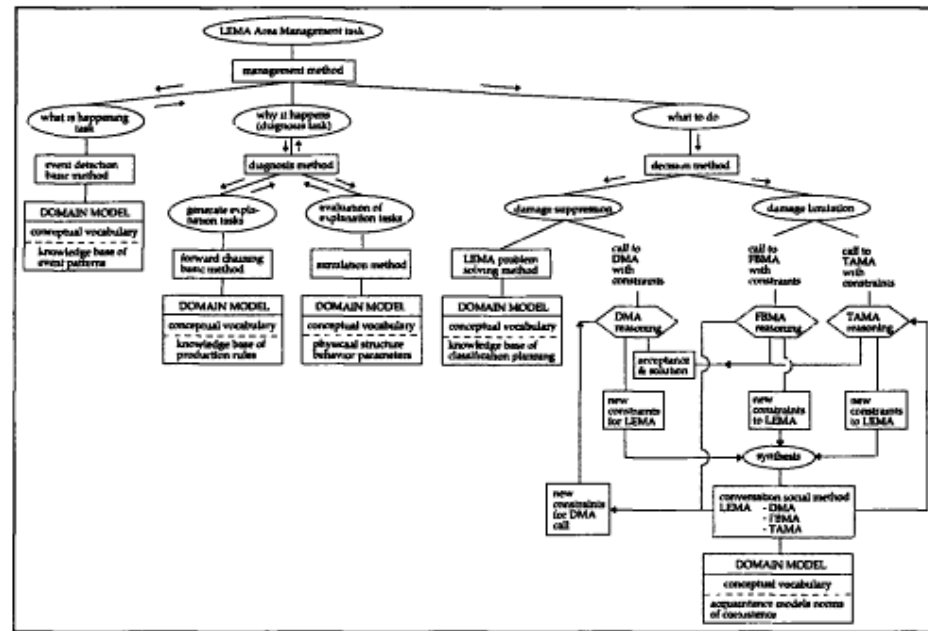 LEMA Area Management task
management method
what is happening
task
why it happens
(diagnosis task)
what to do
event detection
basic method
diagnosis method
decision method
DOMAIN MODEL
conceptual vocabulary
knowledge base of
event patterns
generate expla-
nation tasks
evaluation of
explanation tasks
damage suppression
damage limitation
forward chaining
basic method
simulation method
LEMA problem
solving method
call to
DMA
with
constraints
call to
FBMA
with
constraints
call to
TAMA
with
constraints
DOMAIN MODEL
conceptual vocabulary
knowledge base of
production rules
DOMAIN MODEL
conceptual vocabulary
physical structure
behavior parameters
DOMAIN MODEL
conceptual vocabulary
knowledge base of
classification planning
DMA
reasoning
FBMA
reasoning
TAMA
reasoning
acceptance
& solution
new
constraints
for LEMA
new
constraints
to LEMA
new
constraints
to LEMA
synthesis
new
constraints
for DMA
call
conversation social method
LEMA - DMA
- FBMA
- TAMA
DOMAIN MODEL
conceptual vocabulary
acquaintance models norms
of coexistence